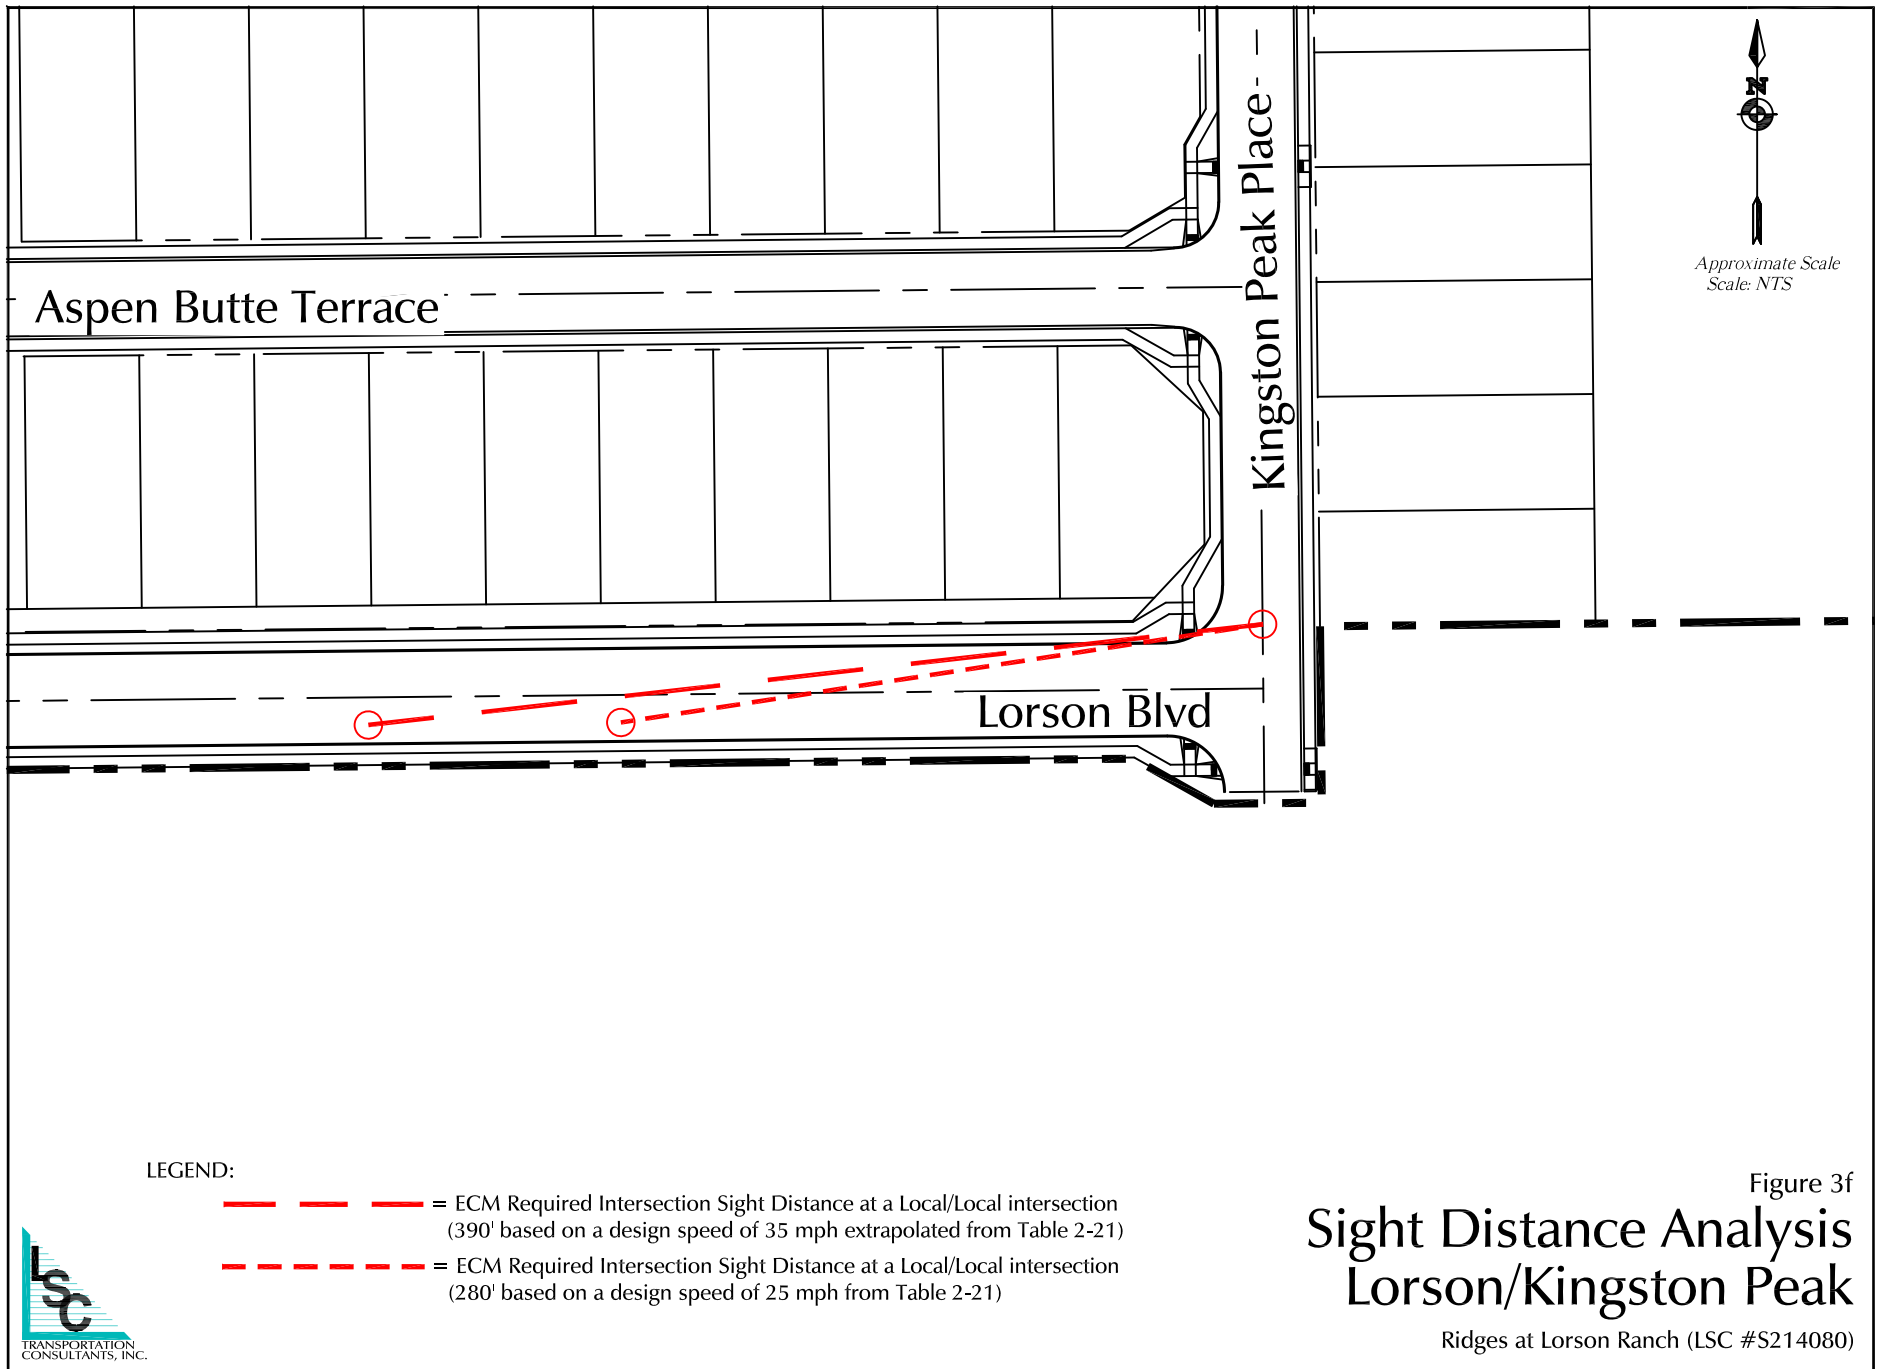 N
Approximate Scale
Scale: NTS
Aspen Butte Terrace
Kingston Peak Place
Lorson Blvd
LEGEND:
= ECM Required Intersection Sight Distance at a Local/Local intersection
(390' based on a design speed of 35 mph extrapolated from Table 2-21)
= ECM Required Intersection Sight Distance at a Local/Local intersection
(280' based on a design speed of 25 mph from Table 2-21)
Figure 3f
Sight Distance Analysis
Lorson/Kingston Peak
Ridges at Lorson Ranch (LSC #S214080)
LSC
TRANSPORTATION
CONSULTANTS, INC.